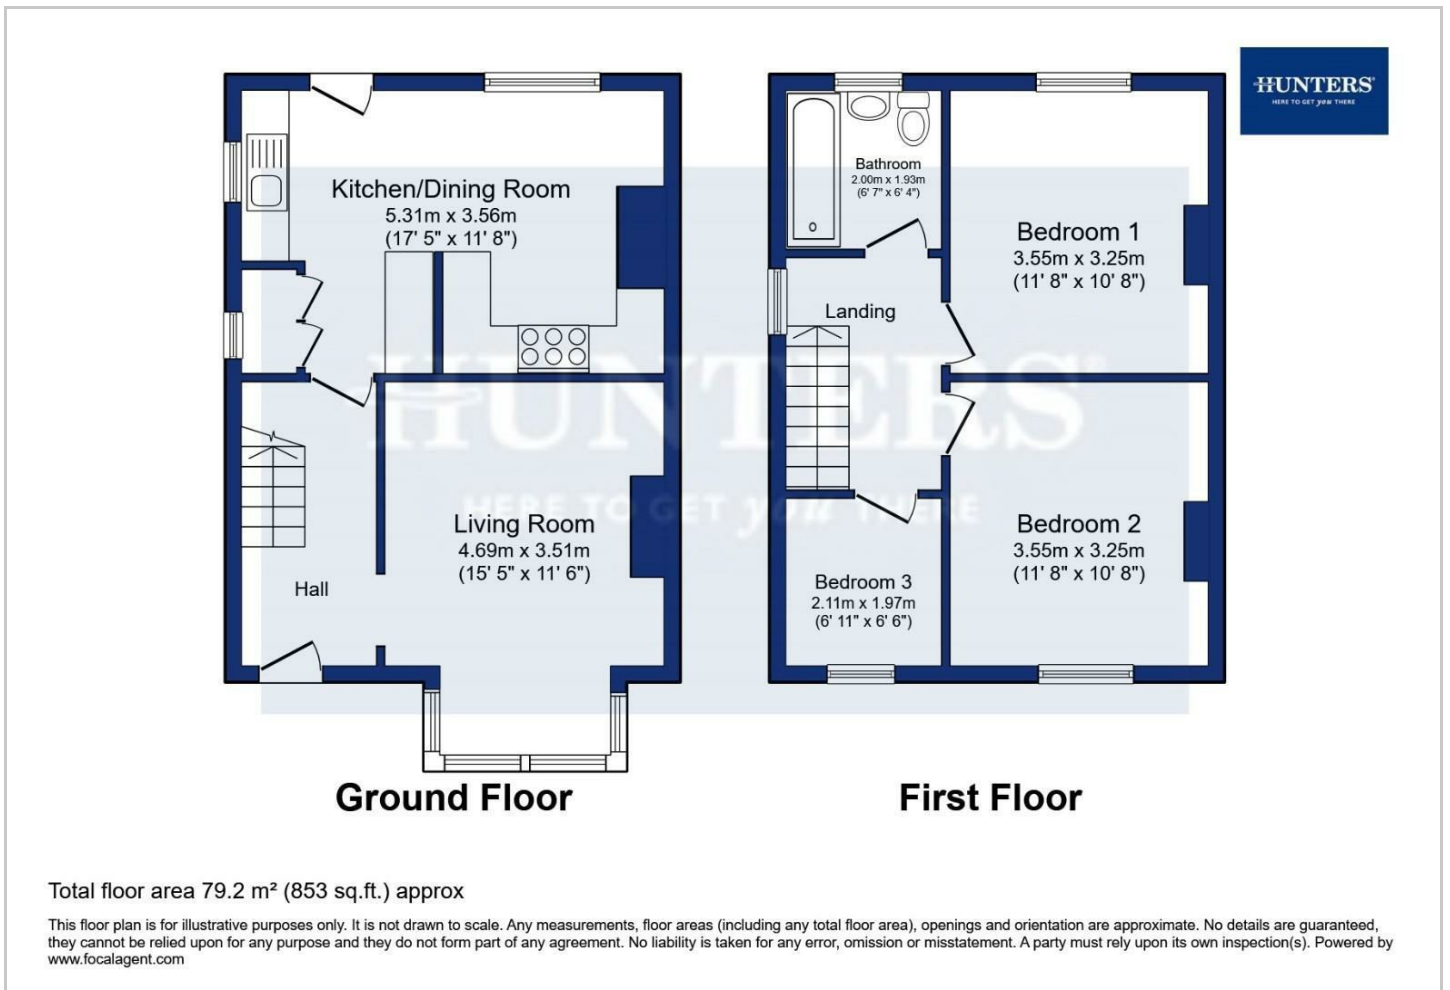 HUNTERS®
HERE TO GET you THERE
Kitchen/Dining Room
5.31m x 3.56m
(17' 5" x 11' 8")
Living Room
4.69m x 3.51m
(15' 5" x 11' 6")
Hall
Ground Floor
Bathroom
2.00m x 1.93m
(6' 7" x 6' 4")
Bedroom 1
3.55m x 3.25m
(11' 8" x 10' 8")
Landing
Bedroom 2
3.55m x 3.25m
(11' 8" x 10' 8")
Bedroom 3
2.11m x 1.97m
(6' 11" x 6' 6")
First Floor
HUNTERS®
HERE TO GET you THERE
Total floor area 79.2 m² (853 sq.ft.) approx
This floor plan is for illustrative purposes only. It is not drawn to scale. Any measurements, floor areas (including any total floor area), openings and orientation are approximate. No details are guaranteed,
they cannot be relied upon for any purpose and they do not form part of any agreement. No liability is taken for any error, omission or misstatement. A party must rely upon its own inspection(s). Powered by
www.focalagent.com